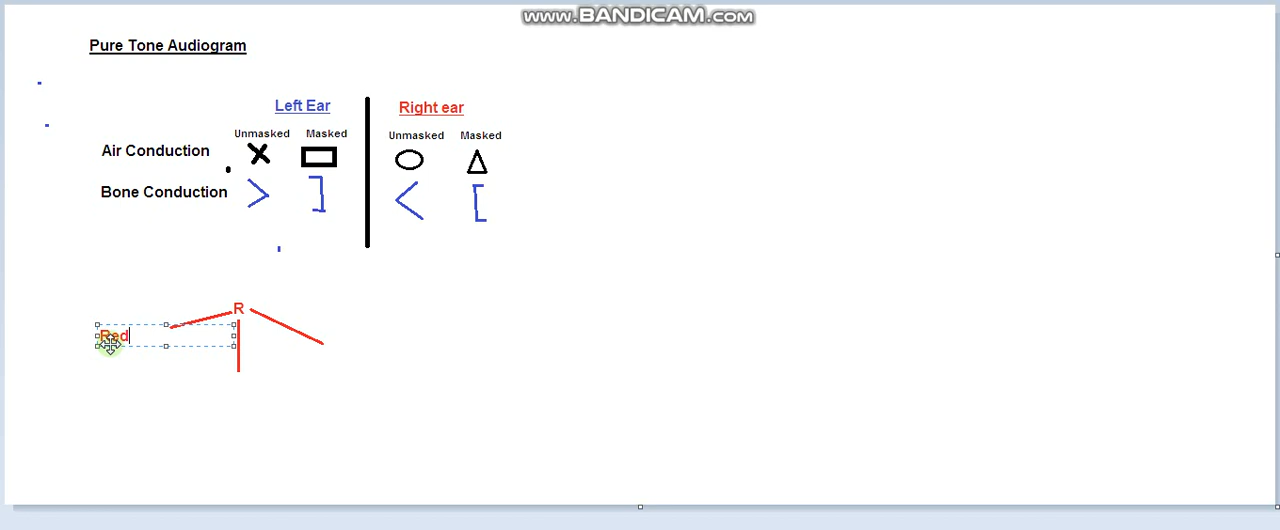 www.BANDICAM.com
Pure Tone Audiogram
Left Ear
Right ear
Unmasked Masked
Unmasked Masked
Air Conduction
Bone Conduction
R
Red